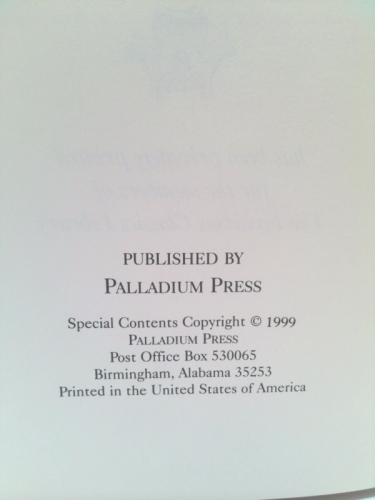 PUBLISHED BY
PALLADIUM PRESS
Special Contents Copyright © 1999
PALLADIUM PRESS
Post Office Box 530065
Birmingham, Alabama 35253
Printed in the United States of America